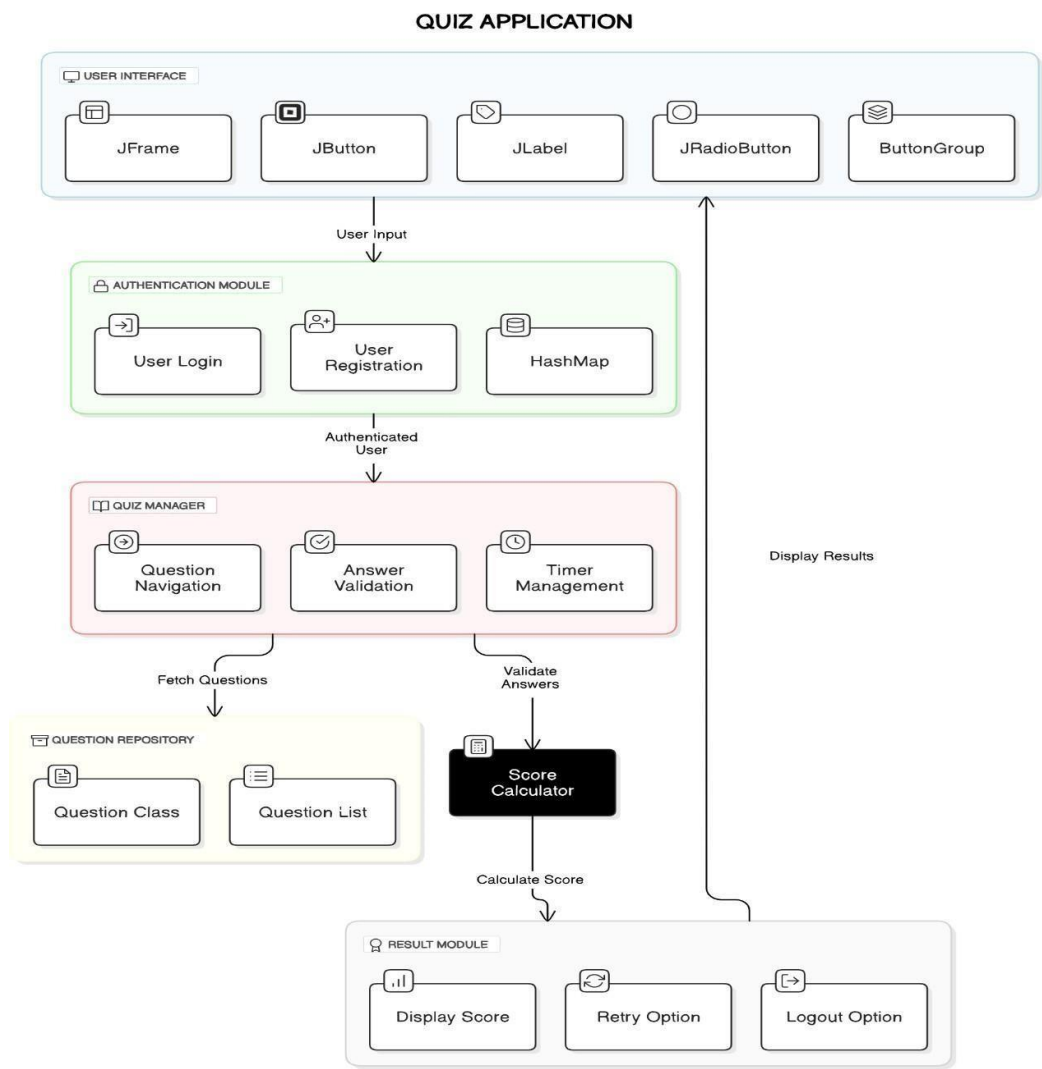 QUIZ APPLICATION
USER INTERFACE
JFrame
JButton
JLabel
JRadioButton
ButtonGroup
User Input
AUTHENTICATION MODULE
User Login
User
Registration
HashMap
Authenticated
User
QUIZ MANAGER
Question
Navigation
Answer
Validation
Timer
Management
Display Results
Fetch Questions
Validate
Answers
QUESTION REPOSITORY
Question Class
Question List
Score
Calculator
Calculate Score
RESULT MODULE
Display Score
Retry Option
Logout Option